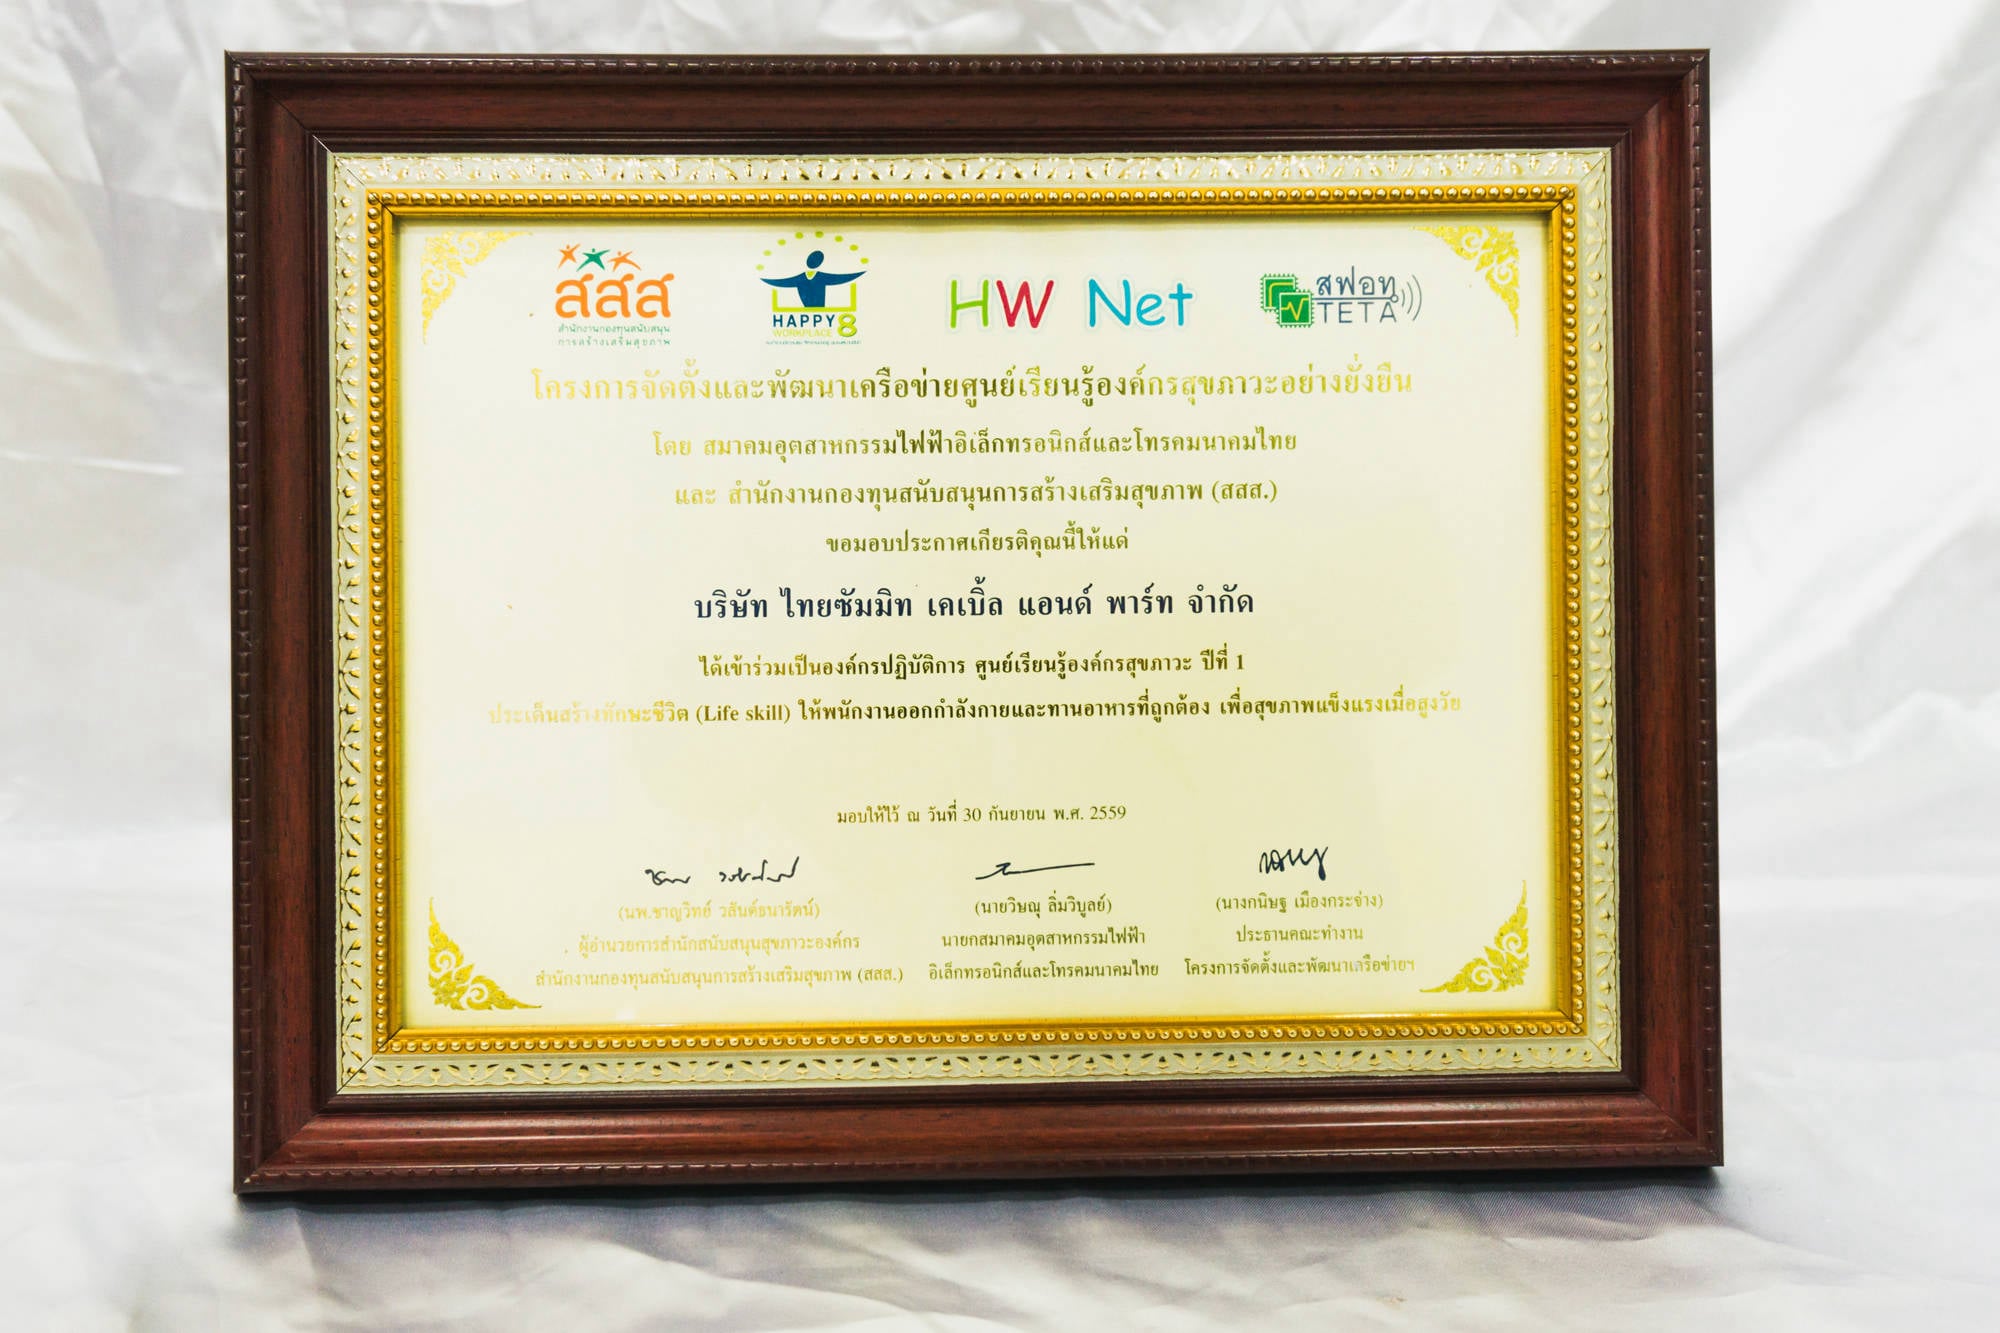 สสส
สำนักงานกองทุนสนับสนุน
การสร้างเสริมสุขภาพ
HAPPY 8
WORKPLACE
HW Net
สฟอท
TETA
โครงการจัดตั้งและพัฒนาเครือข่ายศูนย์เรียนรู้องค์กรสุขภาวะอย่างยั่งยืน
โดย สมาคมอุตสาหกรรมไฟฟ้าอิเล็กทรอนิกส์และโทรคมนาคมไทย
และ สำนักงานกองทุนสนับสนุนการสร้างเสริมสุขภาพ (สสส.)
ขอมอบประกาศเกียรติคุณนี้ให้แด่
บริษัท ไทยซัมมิท เคเบิ้ล แอนด์ พาร์ท จำกัด
ได้เข้าร่วมเป็นองค์กรปฏิบัติการ ศูนย์เรียนรู้องค์กรสุขภาวะ ปีที่ 1
ประเด็นสร้างทักษะชีวิต (Life skill) ให้พนักงานออกกำลังกายและทานอาหารที่ถูกต้อง เพื่อสุขภาพแข็งแรงเมื่อสูงวัย
มอบให้ไว้ ณ วันที่ 30 กันยายน พ.ศ. 2559
(นพ.ชาญวิทย์ วสันต์ธนารัตน์) (นายวิษณุ ลิ่มวิบูลย์) (นางกนิษฐ เมืองกระจ่าง)
ผู้อำนวยการสำนักสนับสนุนสุขภาวะองค์กร นายกสมาคมอุตสาหกรรมไฟฟ้า ประธานคณะทำงาน
สำนักงานกองทุนสนับสนุนการสร้างเสริมสุขภาพ (สสส.) อิเล็กทรอนิกส์และโทรคมนาคมไทย โครงการจัดตั้งและพัฒนาเครือข่ายฯ